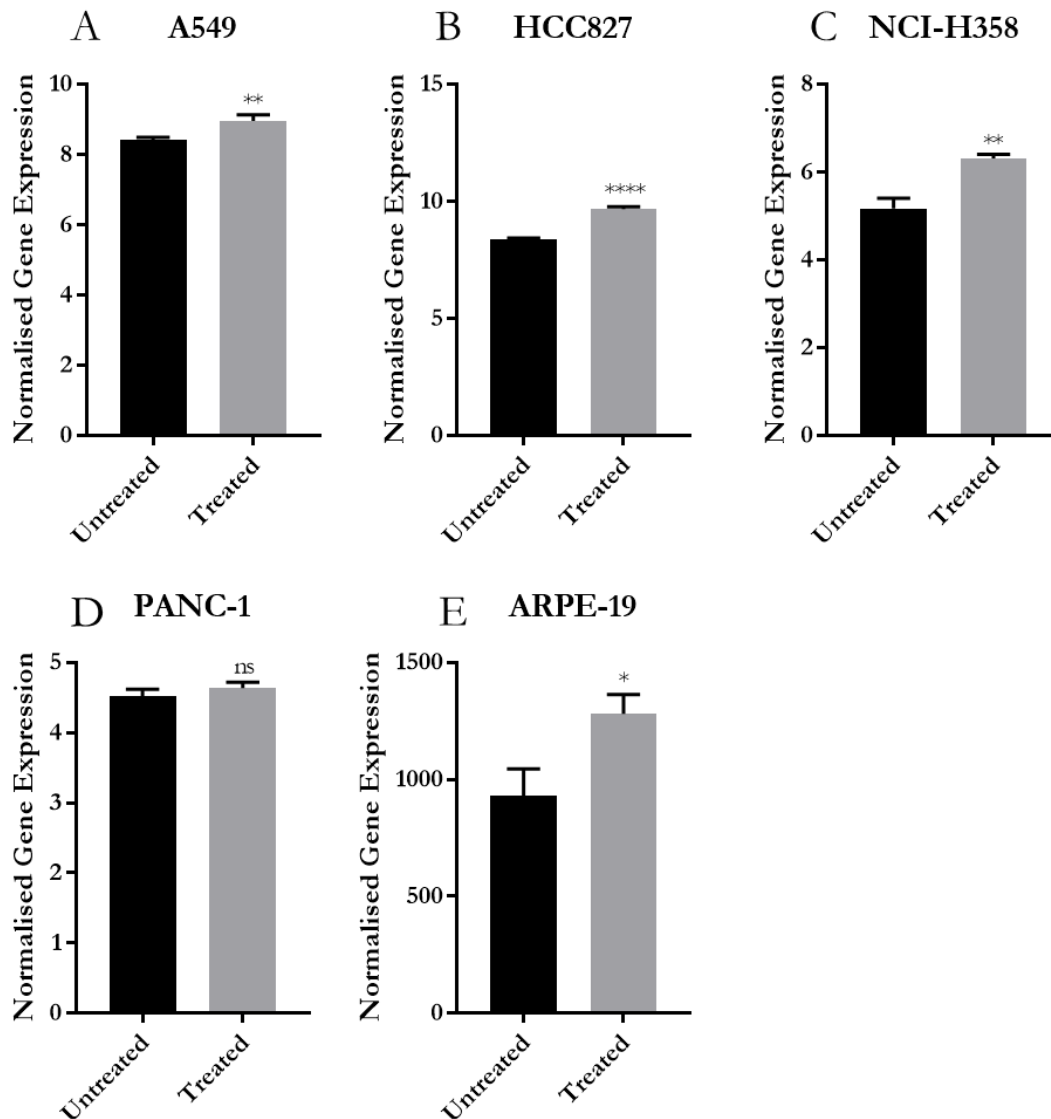 A A549
Normalised Gene Expression
10
8
6
4
2
0
**
Untreated
Treated
B HCC827
Normalised Gene Expression
15
10
5
0
****
Untreated
Treated
C NCI-H358
Normalised Gene Expression
8
6
4
2
0
**
Untreated
Treated
D PANC-1
Normalised Gene Expression
5
4
3
2
1
0
ns
Untreated
Treated
E ARPE-19
Normalised Gene Expression
1500
1000
500
0
*
Untreated
Treated